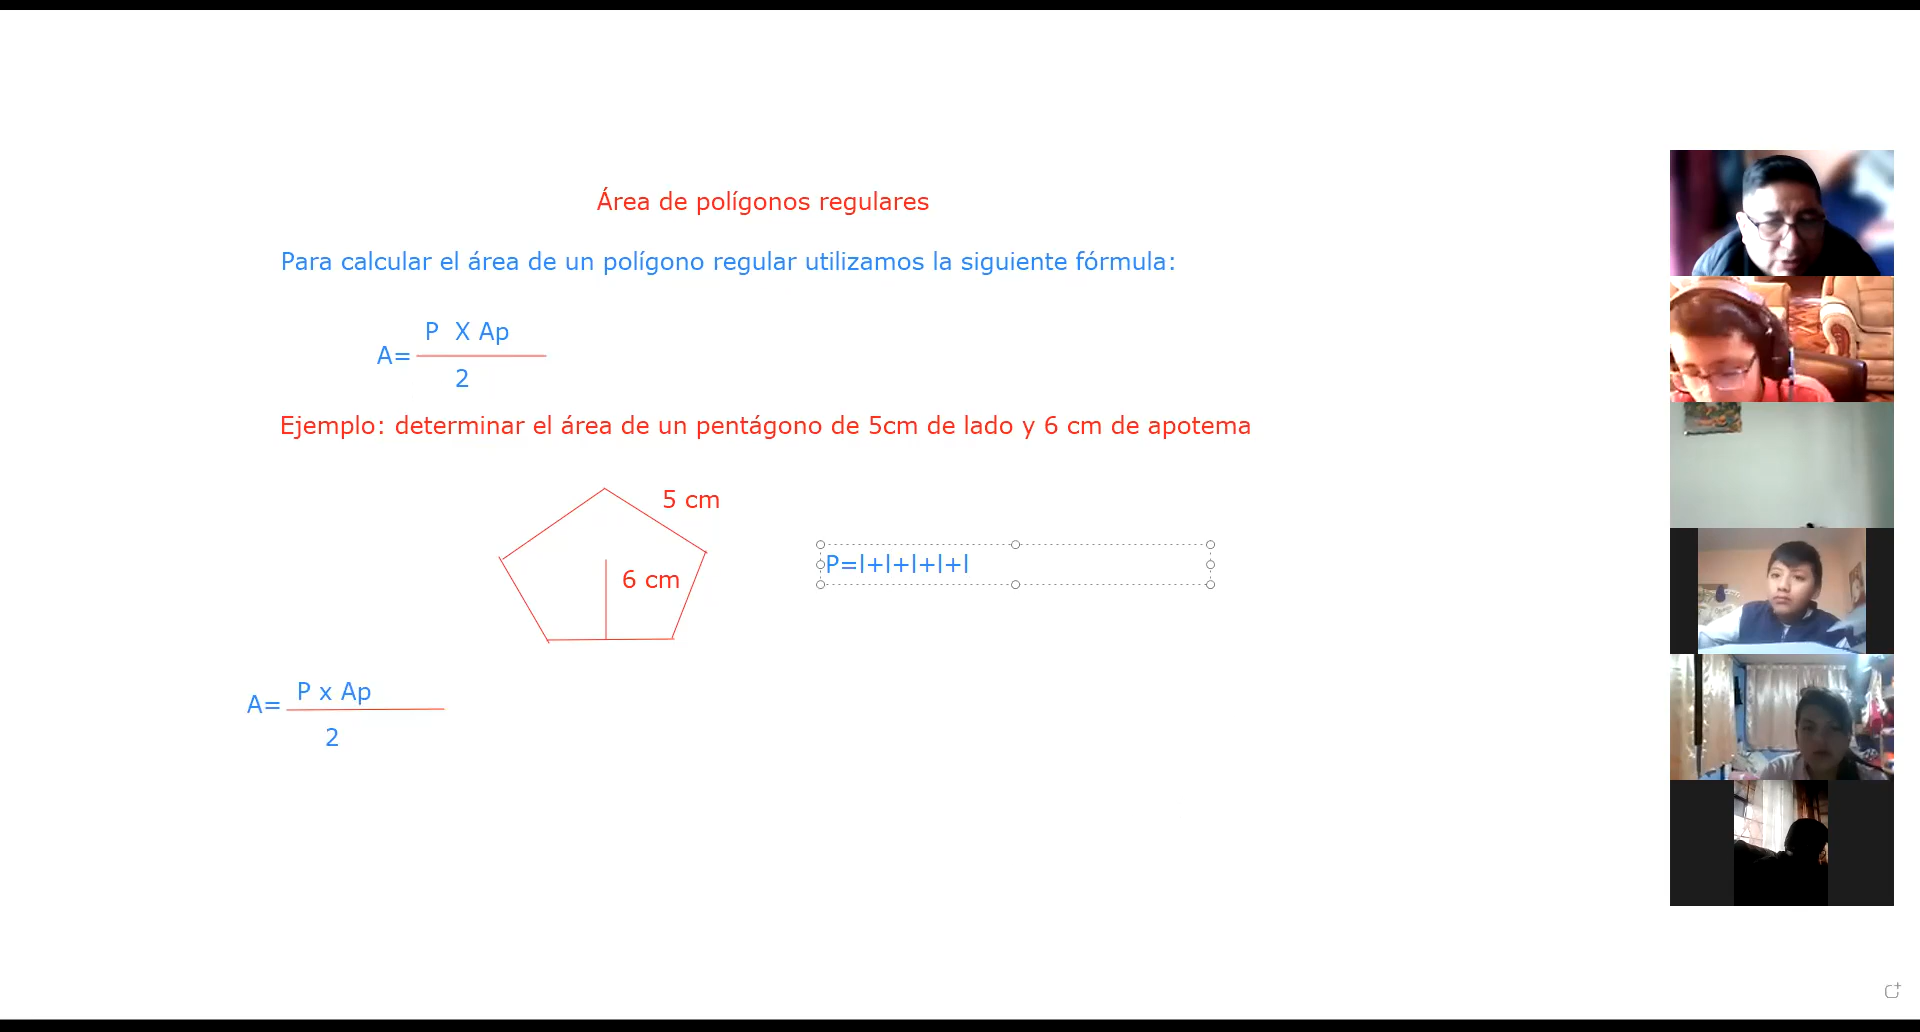 Área de polígonos regulares
Para calcular el área de un polígono regular utilizamos la siguiente fórmula:
P X Ap
A=
2
Ejemplo: determinar el área de un pentágono de 5cm de lado y 6 cm de apotema
5 cm
P=l+l+l+l+l
6 cm
P x Ap
A=
2